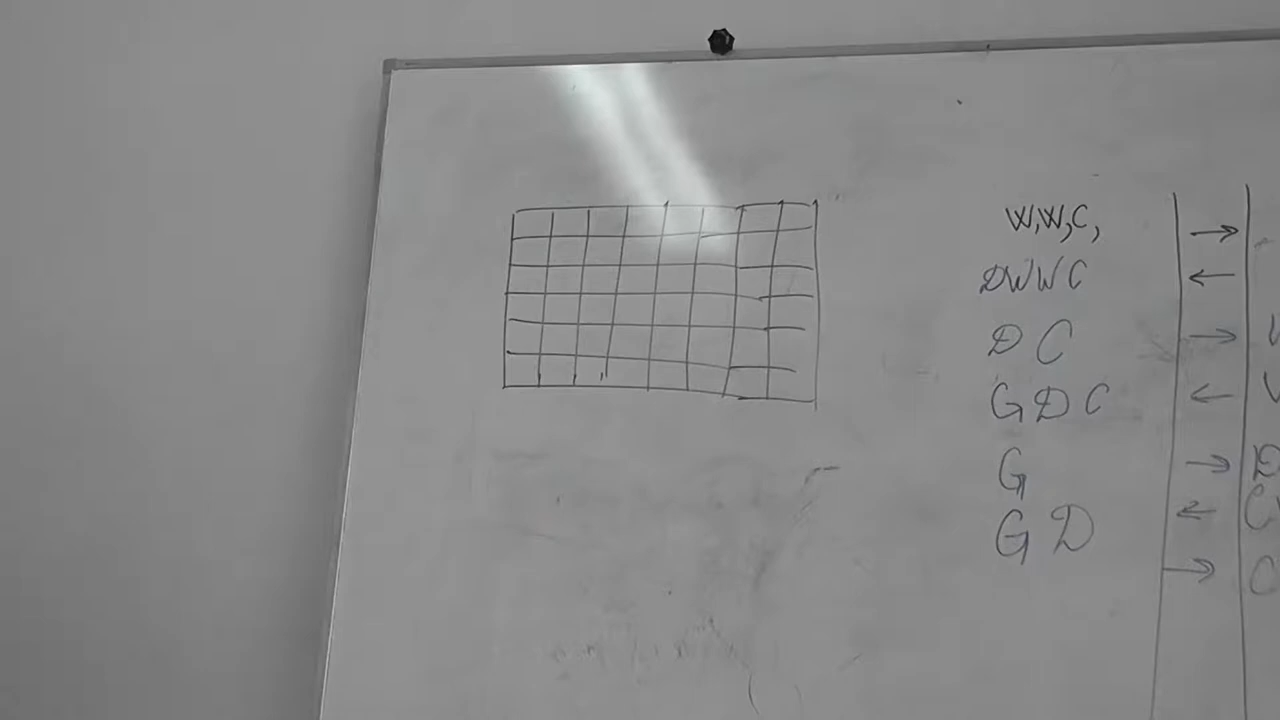 W,W,C, →
DWWC ←
D C →
G D C ←
G →
G D ←
→